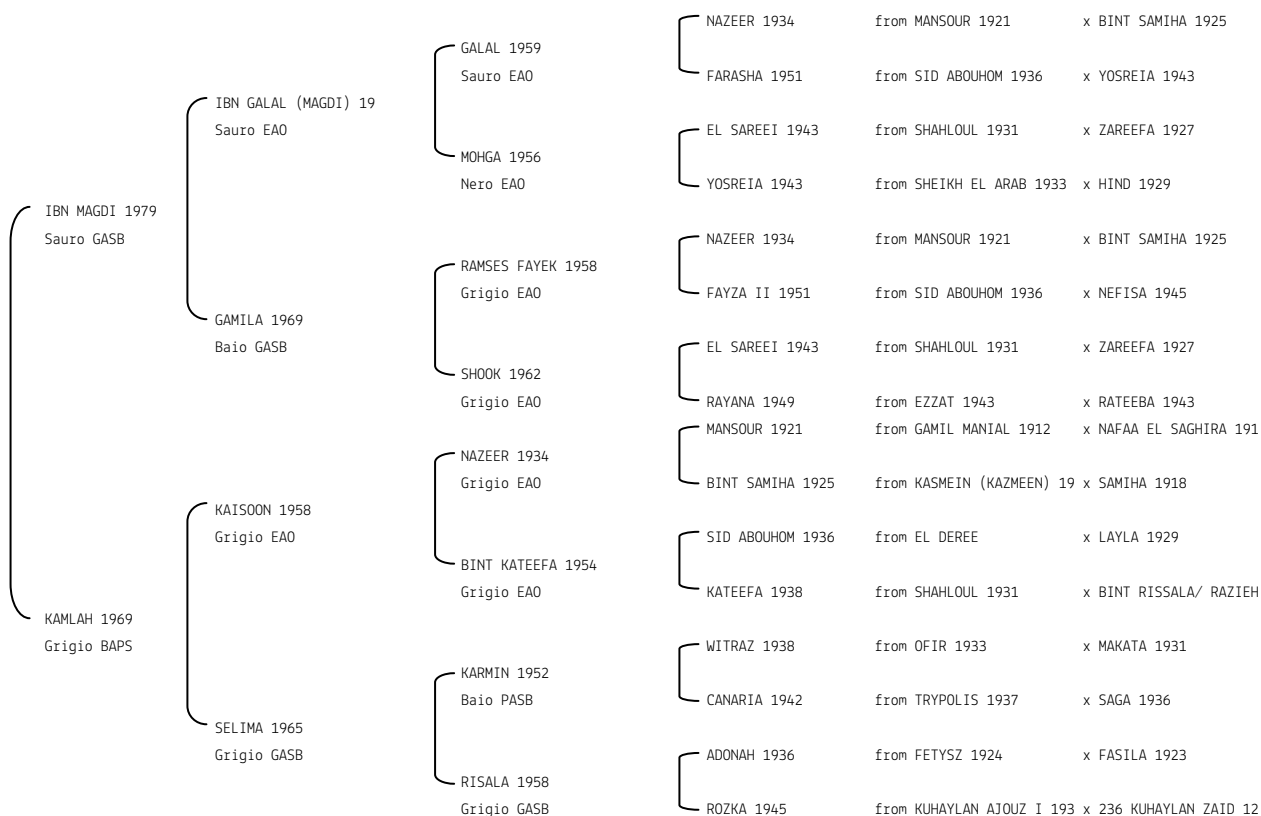 NAZEER 1934 from MANSOUR 1921 x BINT SAMIHA 1925
GALAL 1959
Sauro EAO
FARASHA 1951 from SID ABOUHOM 1936 x YOSREIA 1943
IBN GALAL (MAGDI) 19
Sauro EAO
EL SAREEI 1943 from SHAHLOUL 1931 x ZAREEFA 1927
MOHGA 1956
Nero EAO
YOSREIA 1943 from SHEIKH EL ARAB 1933 x HIND 1929
IBN MAGDI 1979
Sauro GASB
NAZEER 1934 from MANSOUR 1921 x BINT SAMIHA 1925
RAMSES FAYEK 1958
Grigio EAO
FAYZA II 1951 from SID ABOUHOM 1936 x NEFISA 1945
GAMILA 1969
Baio GASB
EL SAREEI 1943 from SHAHLOUL 1931 x ZAREEFA 1927
SHOOK 1962
Grigio EAO
RAYANA 1949 from EZZAT 1943 x RATEEBA 1943
MANSOUR 1921 from GAMIL MANIAL 1912 x NAFAA EL SAGHIRA 191
NAZEER 1934
Grigio EAO
BINT SAMIHA 1925 from KASMEIN (KAZMEEN) 19 x SAMIHA 1918
KAISOON 1958
Grigio EAO
SID ABOUHOM 1936 from EL DEREE x LAYLA 1929
BINT KATEEFA 1954
Grigio EAO
KATEEFA 1938 from SHAHLOUL 1931 x BINT RISSALA/ RAZIEH
KAMLAH 1969
Grigio BAPS
WITRAZ 1938 from OFIR 1933 x MAKATA 1931
KARMIN 1952
Baio PASB
CANARIA 1942 from TRYPOLIS 1937 x SAGA 1936
SELIMA 1965
Grigio GASB
ADONAH 1936 from FETYSZ 1924 x FASILA 1923
RISALA 1958
Grigio GASB
ROZKA 1945 from KUHAYLAN AJOUZ I 193 x 236 KUHAYLAN ZAID 12